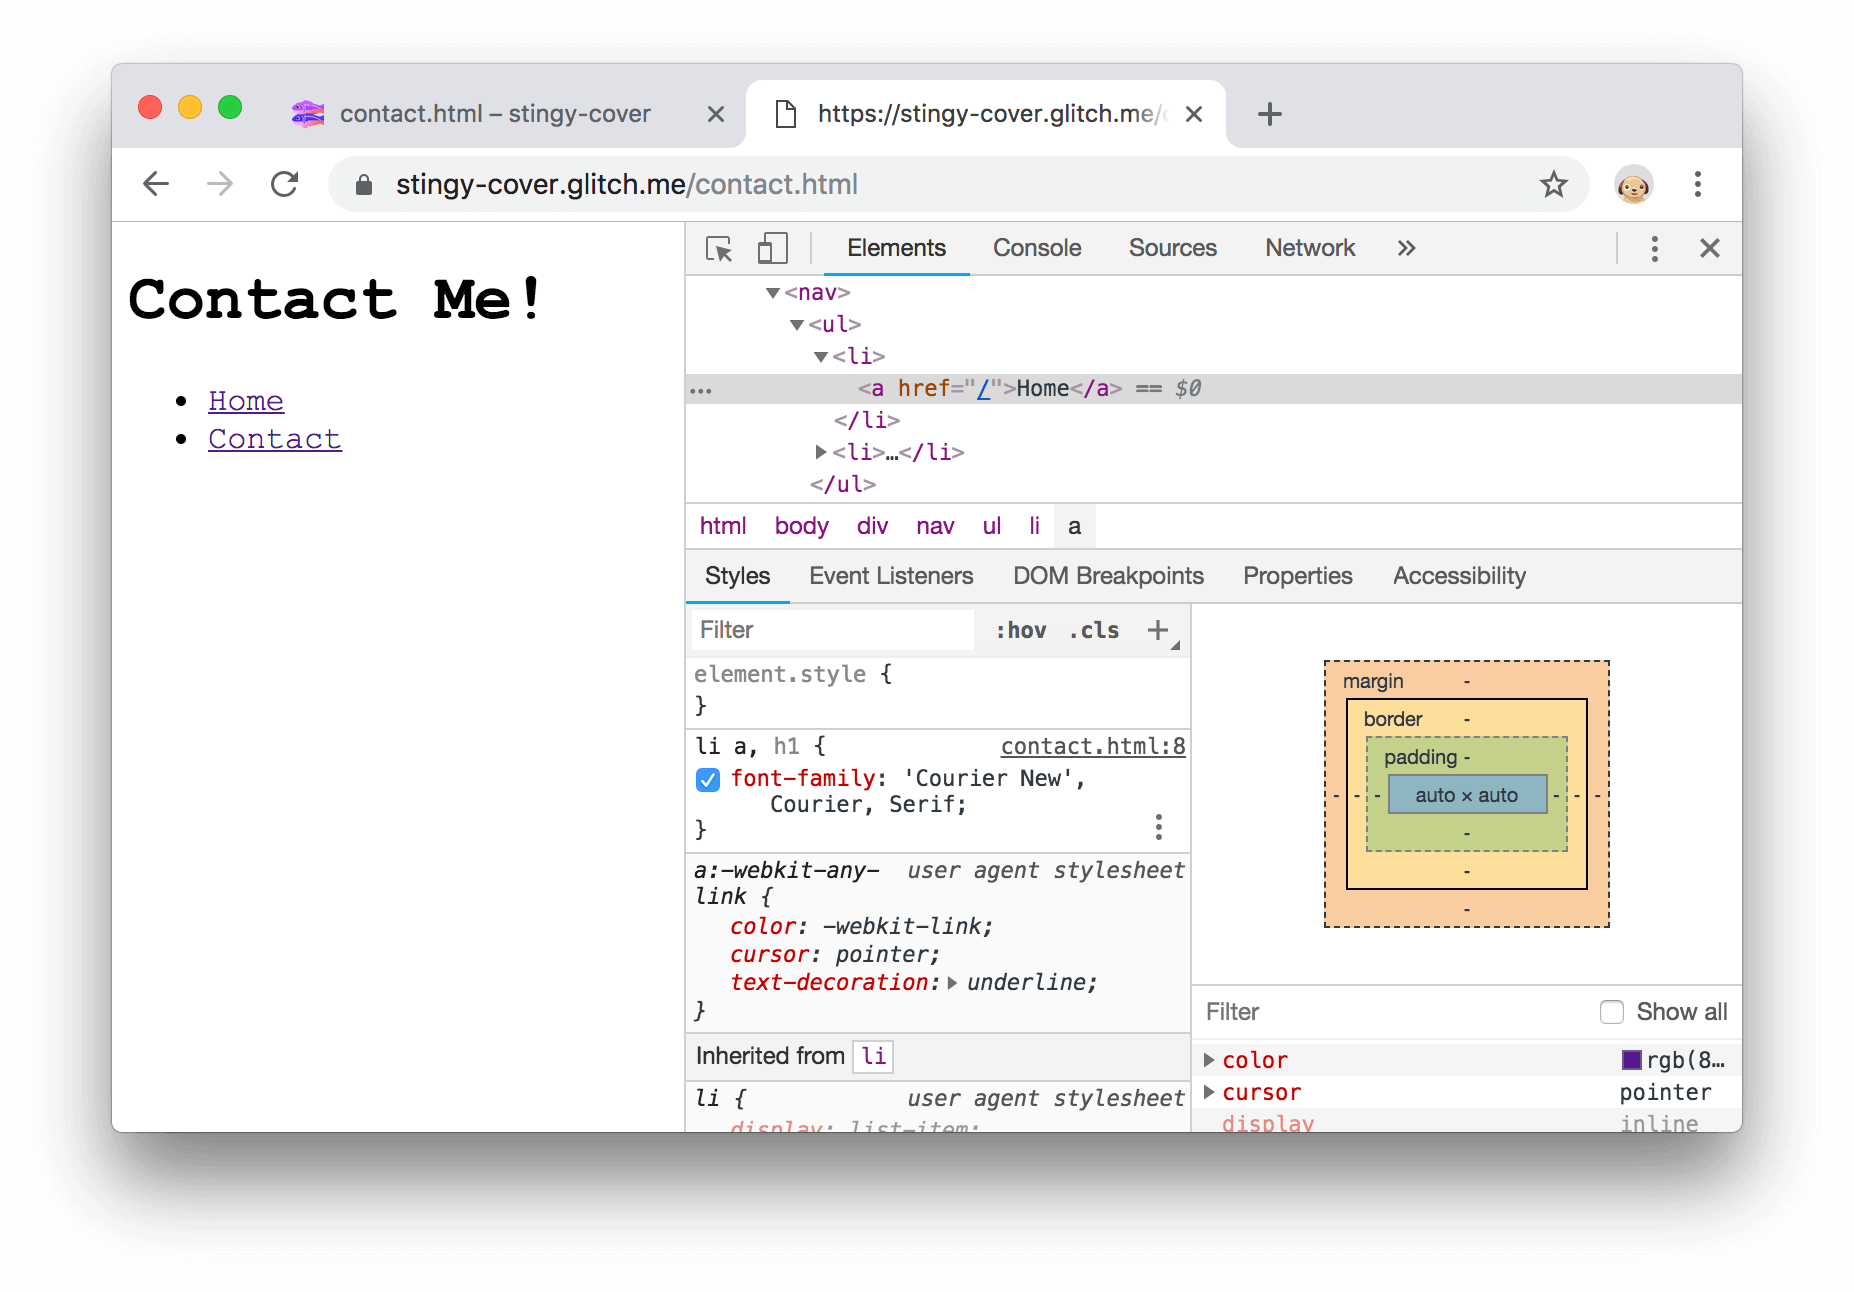 contact.html – stingy-cover
https://stingy-cover.glitch.me/
stingy-cover.glitch.me/contact.html
Contact Me!
Home
Contact
Elements Console Sources Network »
<nav>
<ul>
<li>
… <a href="/">Home</a> == $0
</li>
<li>…</li>
</ul>
html body div nav ul li a
Styles Event Listeners DOM Breakpoints Properties Accessibility
Filter :hov .cls +
element.style {
}
li a, h1 { contact.html:8
font-family: 'Courier New',
Courier, Serif;
}
a:-webkit-any- user agent stylesheet
link {
color: -webkit-link;
cursor: pointer;
text-decoration: underline;
}
Inherited from li
li { user agent stylesheet
display: list-item;
margin -
border -
padding -
- - - auto × auto - - -
-
-
-
Filter Show all
color rgb(8…
cursor pointer
display inline